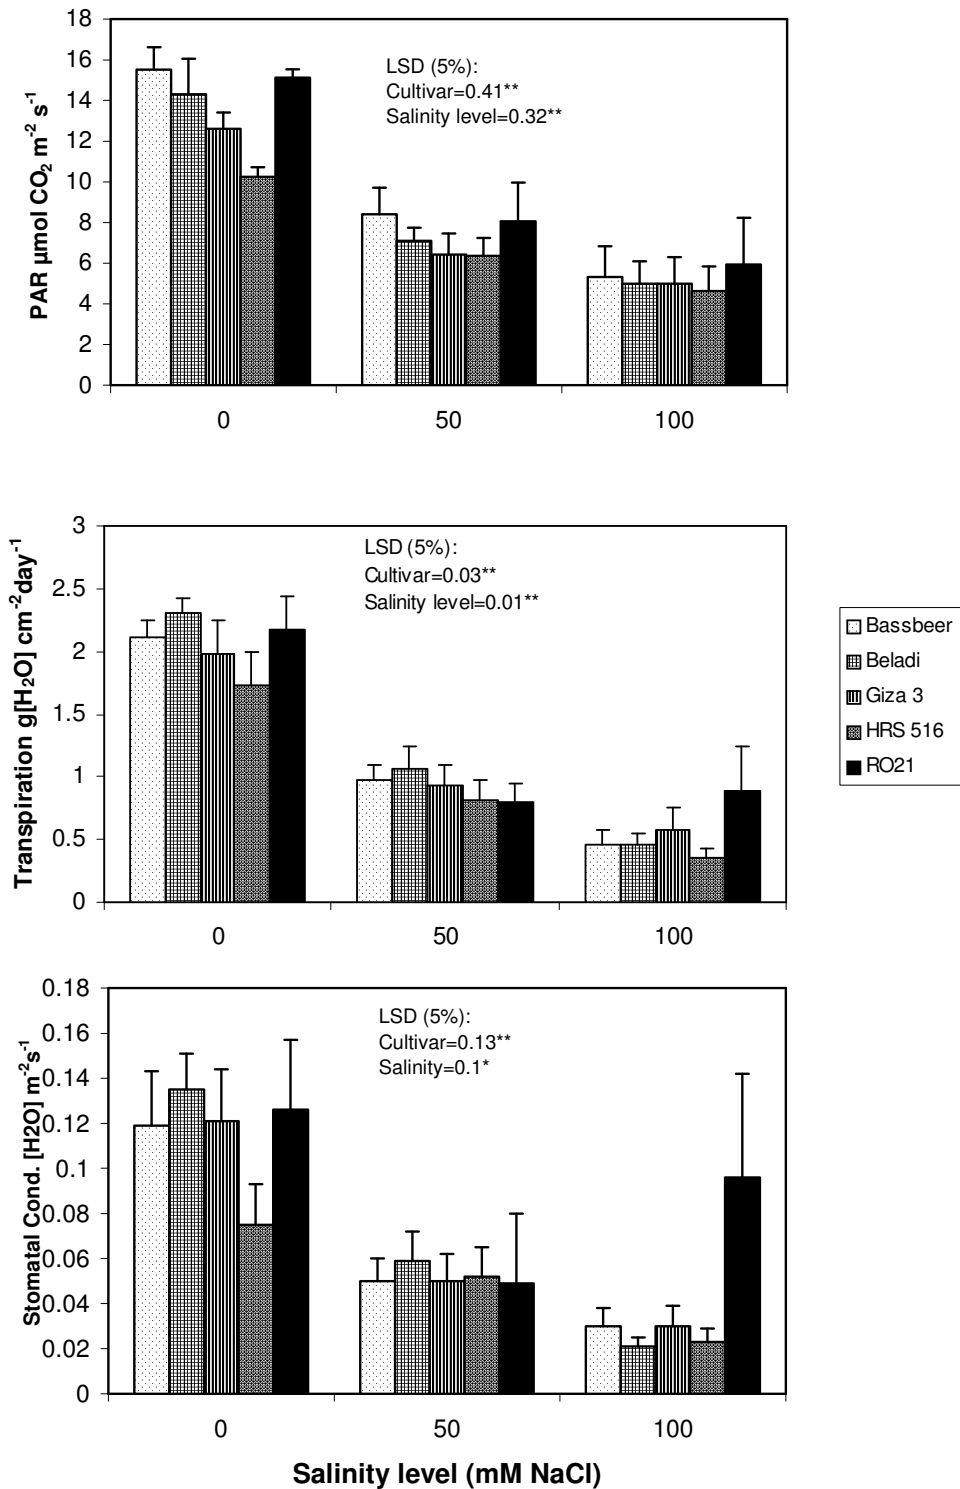 18
16
14
12
10
8
6
4
2
0
PAR µmol CO₂ m⁻² s⁻¹
LSD (5%):
Cultivar=0.41**
Salinity level=0.32**
0 50 100
3
2.5
2
1.5
1
0.5
0
Transpiration g[H₂O] cm⁻²day⁻¹
LSD (5%):
Cultivar=0.03**
Salinity level=0.01**
0 50 100
Bassbeer
Beladi
Giza 3
HRS 516
RO21
0.18
0.16
0.14
0.12
0.1
0.08
0.06
0.04
0.02
0
Stomatal Cond. [H2O] m⁻²s⁻¹
LSD (5%):
Cultivar=0.13**
Salinity=0.1*
0 50 100
Salinity level (mM NaCl)